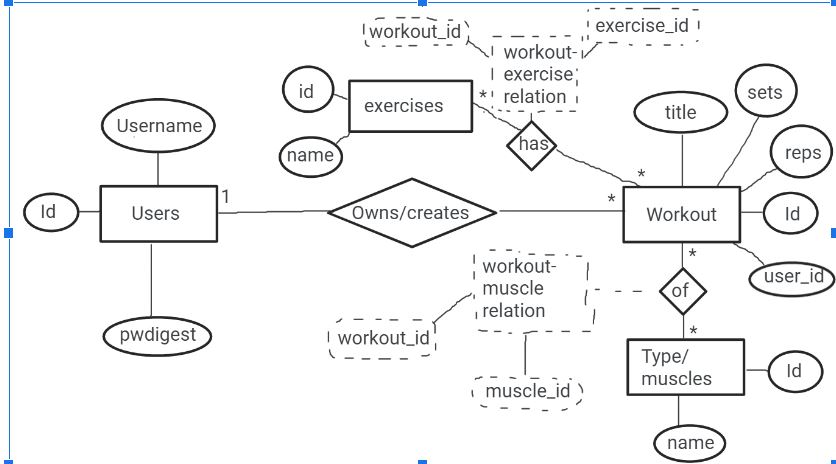 workout_id
exercise_id
workout-
exercise
relation
id
exercises
*
name
has
*
Username
title
sets
reps
Id
Users
1
Owns/creates
*
Workout
Id
user_id
*
workout-
muscle
relation
of
workout_id
pwdigest
*
Type/
muscles
Id
muscle_id
name